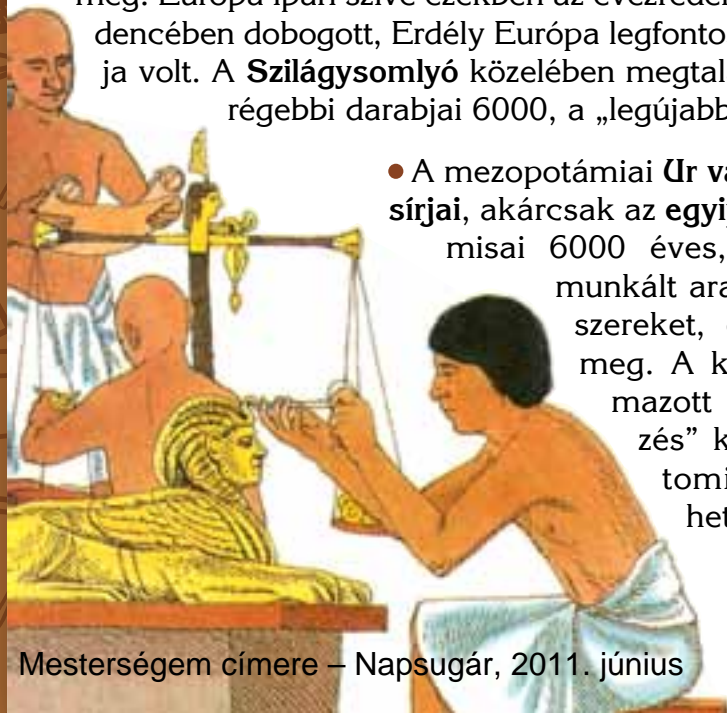 meg. Európa ipari szíve ezekben az évezredek
dencében dobogott, Erdély Európa legfonto
ja volt. A Szilágysomlyó közelében megtal
régebbi darabjai 6000, a „legújabb
• A mezopotámiai Ur vá
sírjai, akárcsak az egyi
misai 6000 éves,
munkált ara
szereket,
meg. A k
mazott
zés” k
tomi
het
Mesterségem címere – Napsugár, 2011. június